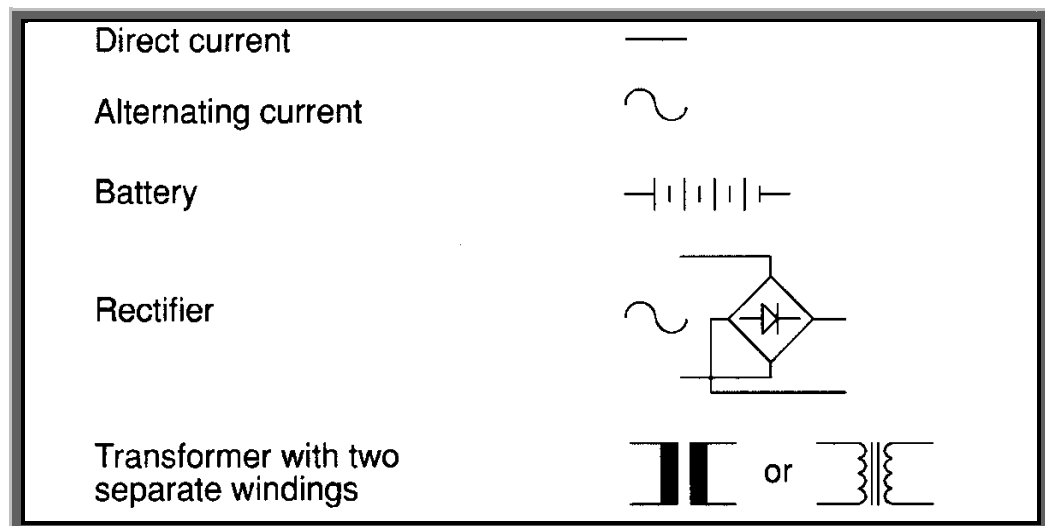 Direct current
Alternating current
Battery
Rectifier
Transformer with two
separate windings
or